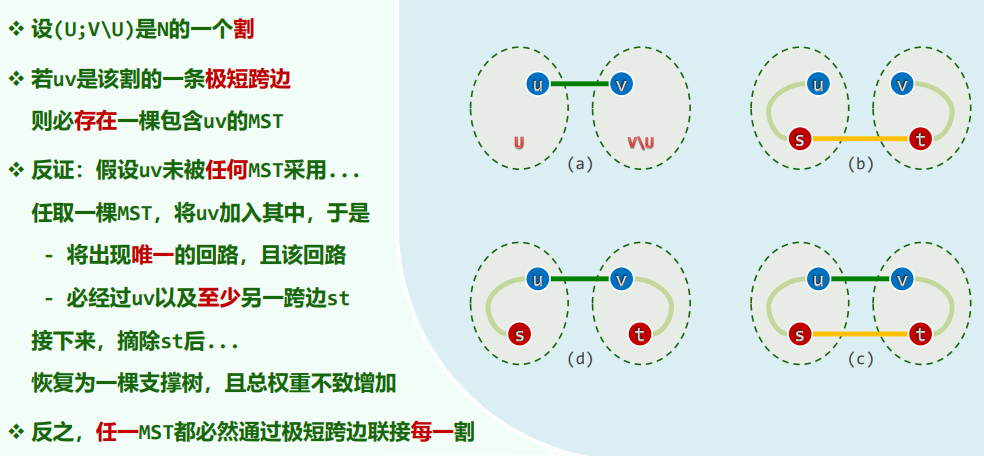 ❖ 设(U;V\U)是N的一个割
❖ 若uv是该割的一条极短跨边
则必存在一棵包含uv的MST
❖ 反证：假设uv未被任何MST采用...
任取一棵MST，将uv加入其中，于是
- 将出现唯一的回路，且该回路
- 必经过uv以及至少另一跨边st
接下来，摘除st后...
恢复为一棵支撑树，且总权重不致增加
❖ 反之，任一MST都必然通过极短跨边联接每一割
u v
U V\U
(a)
u v
s t
(b)
u v
s t
(d)
u v
s t
(c)